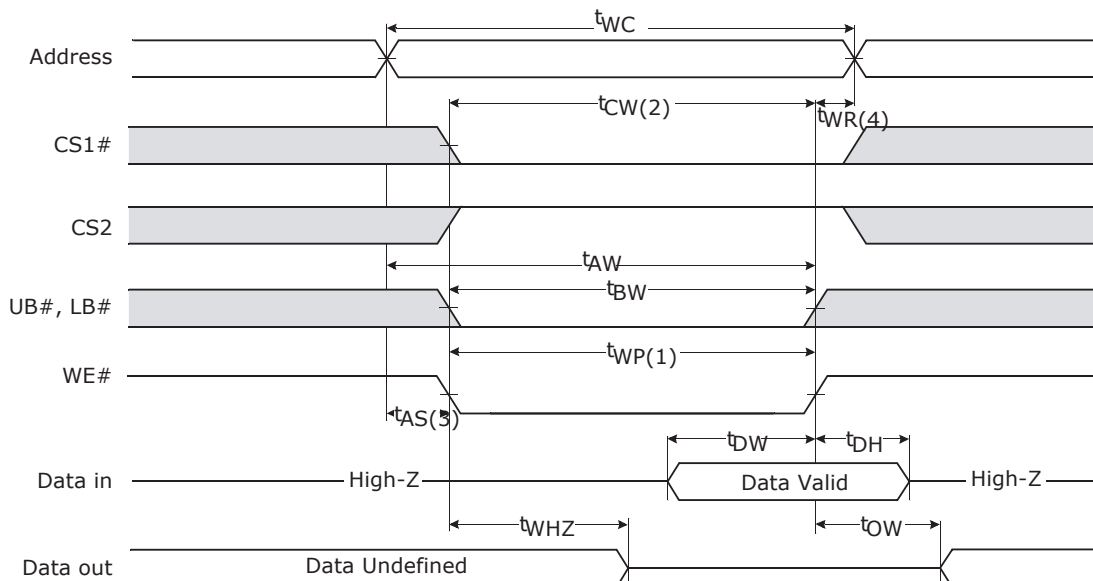 tWC
Address
tCW(2)
tWR(4)
CS1#
CS2
tAW
tBW
UB#, LB#
tWP(1)
WE#
tAS(3)
tDW
tDH
Data in
High-Z
Data Valid
High-Z
tWHZ
tOW
Data out
Data Undefined